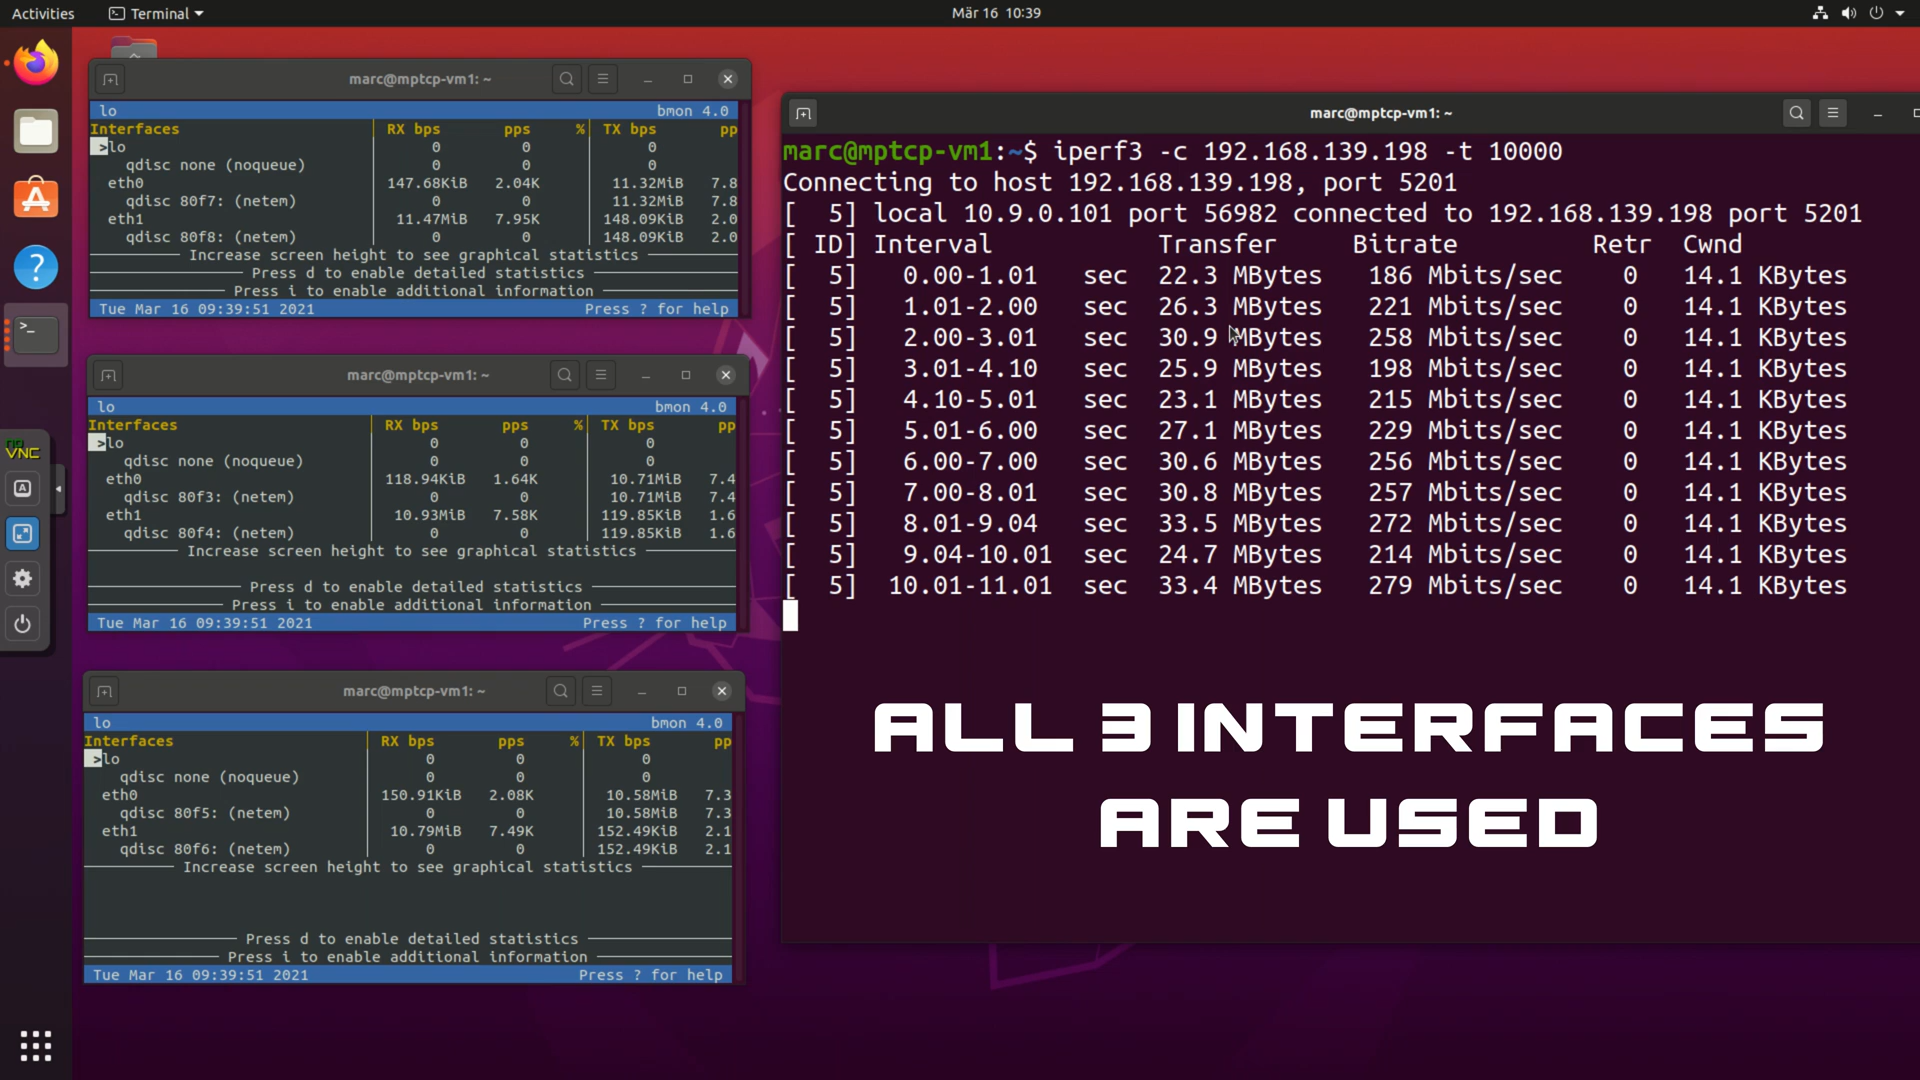 Activities
Terminal
Mär 16 10:39
marc@mptcp-vm1: ~
lo bmon 4.0
Interfaces RX bps pps % TX bps pp
>lo 0 0 0
qdisc none (noqueue) 0 0 0
eth0 147.68KiB 2.04K 11.32MiB 7.8
qdisc 80f7: (netem) 0 0 11.32MiB 7.8
eth1 11.47MiB 7.95K 148.09KiB 2.0
qdisc 80f8: (netem) 0 0 148.09KiB 2.0
Increase screen height to see graphical statistics
Press d to enable detailed statistics
Press i to enable additional information
Tue Mar 16 09:39:51 2021 Press ? for help
marc@mptcp-vm1: ~
lo bmon 4.0
Interfaces RX bps pps % TX bps pp
>lo 0 0 0
qdisc none (noqueue) 0 0 0
eth0 118.94KiB 1.64K 10.71MiB 7.4
qdisc 80f3: (netem) 0 0 10.71MiB 7.4
eth1 10.93MiB 7.58K 119.85KiB 1.6
qdisc 80f4: (netem) 0 0 119.85KiB 1.6
Increase screen height to see graphical statistics
Press d to enable detailed statistics
Press i to enable additional information
Tue Mar 16 09:39:51 2021 Press ? for help
marc@mptcp-vm1: ~
lo bmon 4.0
Interfaces RX bps pps % TX bps pp
>lo 0 0 0
qdisc none (noqueue) 0 0 0
eth0 150.91KiB 2.08K 10.58MiB 7.3
qdisc 80f5: (netem) 0 0 10.58MiB 7.3
eth1 10.79MiB 7.49K 152.49KiB 2.1
qdisc 80f6: (netem) 0 0 152.49KiB 2.1
Increase screen height to see graphical statistics
Press d to enable detailed statistics
Press i to enable additional information
Tue Mar 16 09:39:51 2021 Press ? for help
no
VNC
A
marc@mptcp-vm1: ~
marc@mptcp-vm1:~$ iperf3 -c 192.168.139.198 -t 10000
Connecting to host 192.168.139.198, port 5201
[ 5] local 10.9.0.101 port 56982 connected to 192.168.139.198 port 5201
[ ID] Interval Transfer Bitrate Retr Cwnd
[ 5] 0.00-1.01 sec 22.3 MBytes 186 Mbits/sec 0 14.1 KBytes
[ 5] 1.01-2.00 sec 26.3 MBytes 221 Mbits/sec 0 14.1 KBytes
[ 5] 2.00-3.01 sec 30.9 MBytes 258 Mbits/sec 0 14.1 KBytes
[ 5] 3.01-4.10 sec 25.9 MBytes 198 Mbits/sec 0 14.1 KBytes
[ 5] 4.10-5.01 sec 23.1 MBytes 215 Mbits/sec 0 14.1 KBytes
[ 5] 5.01-6.00 sec 27.1 MBytes 229 Mbits/sec 0 14.1 KBytes
[ 5] 6.00-7.00 sec 30.6 MBytes 256 Mbits/sec 0 14.1 KBytes
[ 5] 7.00-8.01 sec 30.8 MBytes 257 Mbits/sec 0 14.1 KBytes
[ 5] 8.01-9.04 sec 33.5 MBytes 272 Mbits/sec 0 14.1 KBytes
[ 5] 9.04-10.01 sec 24.7 MBytes 214 Mbits/sec 0 14.1 KBytes
[ 5] 10.01-11.01 sec 33.4 MBytes 279 Mbits/sec 0 14.1 KBytes
ALL 3 INTERFACES
ARE USED